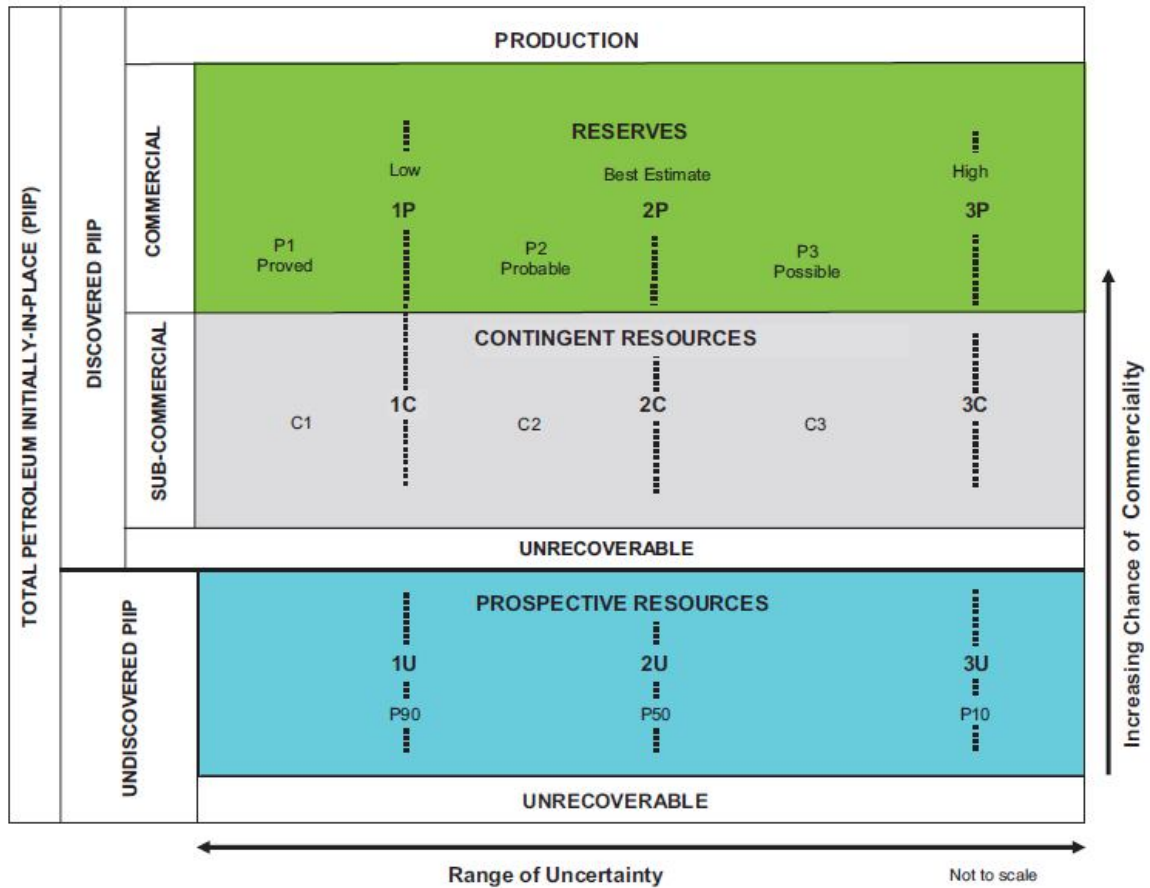 TOTAL PETROLEUM INITIALLY-IN-PLACE (PIIP)
DISCOVERED PIIP
PRODUCTION
COMMERCIAL
RESERVES
Low
Best Estimate
High
1P
2P
3P
P1
Proved
P2
Probable
P3
Possible
SUB-COMMERCIAL
CONTINGENT RESOURCES
1C
2C
3C
C1
C2
C3
UNRECOVERABLE
UNDISCOVERED PIIP
PROSPECTIVE RESOURCES
1U
2U
3U
P90
P50
P10
UNRECOVERABLE
Increasing Chance of Commerciality
Range of Uncertainty
Not to scale